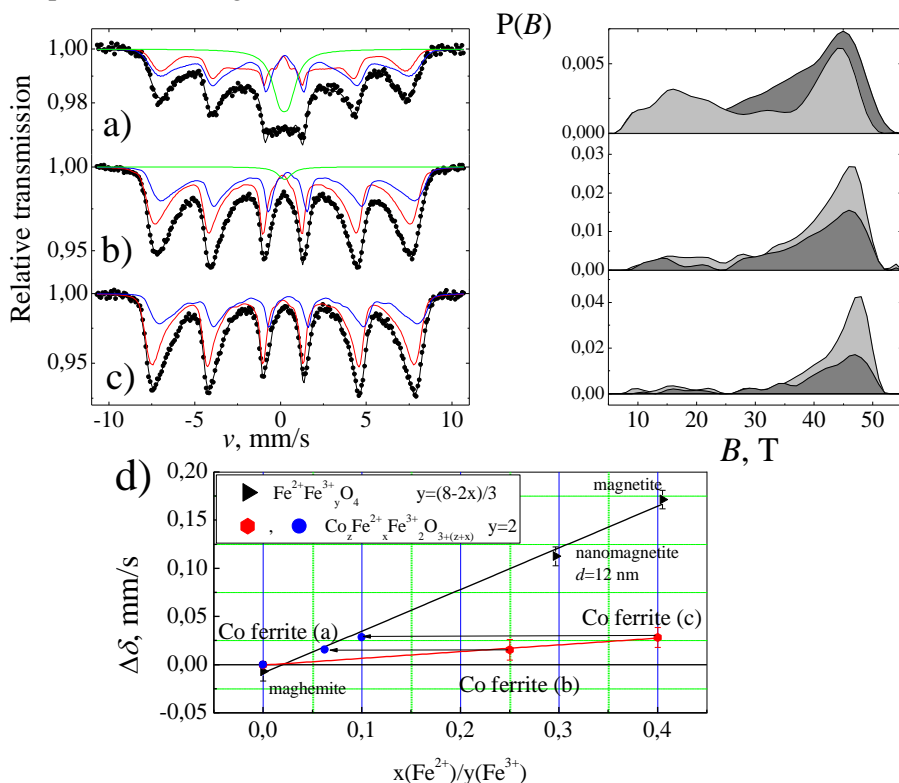 P(B)
Relative transmission
1,00
0,98
a)
1.00
0,95
b)
1.00
0,95
c)
-10 -5 0 5 10
v, mm/s
0,005
0,000
0,03
0,02
0,01
0,00
0,04
0,02
0,00
10 20 30 40 50
B, T
d)
0,20
0,15
0,10
0,05
0,00
-0,05
Δδ, mm/s
Fe²⁺Fe³⁺yO₄ y=(8-2x)/3
, CozFe²⁺xFe³⁺₂O₃₊₍z₊ₓ₎ y=2
magnetite
nanomagnetite
d=12 nm
Co ferrite (a)
Co ferrite (c)
maghemite
Co ferrite (b)
0,0 0,1 0,2 0,3 0,4
x(Fe²⁺)/y(Fe³⁺)